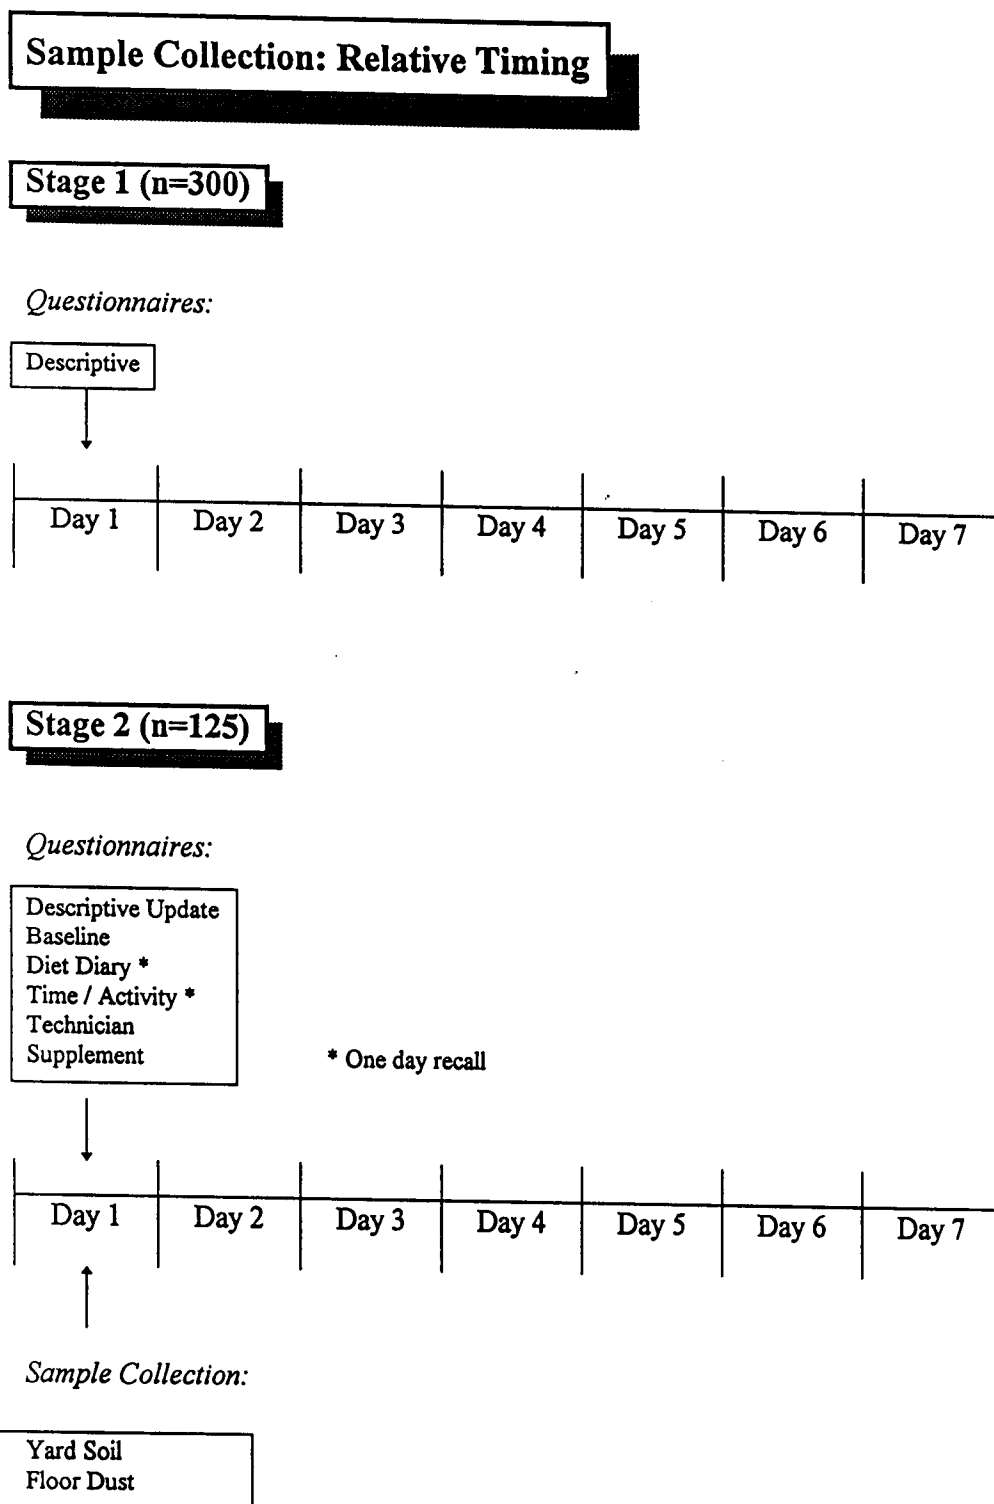 Sample Collection: Relative Timing
Stage 1 (n=300)
Questionnaires:
Descriptive
Day 1 Day 2 Day 3 Day 4 Day 5 Day 6 Day 7
Stage 2 (n=125)
Questionnaires:
Descriptive Update
Baseline
Diet Diary *
Time / Activity *
Technician
Supplement
* One day recall
Day 1 Day 2 Day 3 Day 4 Day 5 Day 6 Day 7
Sample Collection:
Yard Soil
Floor Dust